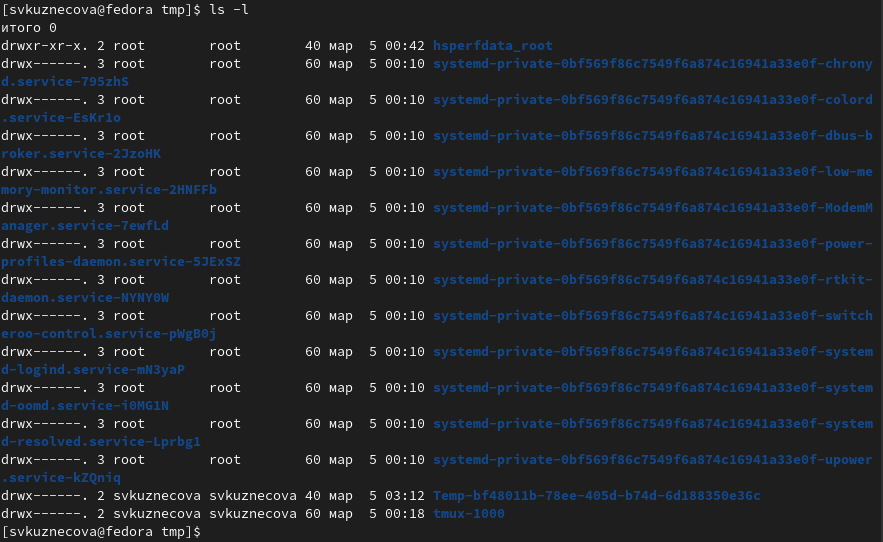 [svkuznecova@fedora tmp]$ ls -l
итого 0
drwxr-xr-x. 2 root        root        40 мар  5 00:42 hsperfdata_root
drwx------. 3 root        root        60 мар  5 00:10 systemd-private-0bf569f86c7549f6a874c16941a33e0f-chrony
d.service-795zhS
drwx------. 3 root        root        60 мар  5 00:10 systemd-private-0bf569f86c7549f6a874c16941a33e0f-colord
.service-EsKr1o
drwx------. 3 root        root        60 мар  5 00:10 systemd-private-0bf569f86c7549f6a874c16941a33e0f-dbus-b
roker.service-2JzoHK
drwx------. 3 root        root        60 мар  5 00:10 systemd-private-0bf569f86c7549f6a874c16941a33e0f-low-me
mory-monitor.service-2HNFFb
drwx------. 3 root        root        60 мар  5 00:10 systemd-private-0bf569f86c7549f6a874c16941a33e0f-ModemM
anager.service-7ewfLd
drwx------. 3 root        root        60 мар  5 00:10 systemd-private-0bf569f86c7549f6a874c16941a33e0f-power-
profiles-daemon.service-5JExSZ
drwx------. 3 root        root        60 мар  5 00:10 systemd-private-0bf569f86c7549f6a874c16941a33e0f-rtkit-
daemon.service-NYNY0W
drwx------. 3 root        root        60 мар  5 00:10 systemd-private-0bf569f86c7549f6a874c16941a33e0f-switch
eroo-control.service-pWgB0j
drwx------. 3 root        root        60 мар  5 00:10 systemd-private-0bf569f86c7549f6a874c16941a33e0f-system
d-logind.service-mN3yaP
drwx------. 3 root        root        60 мар  5 00:10 systemd-private-0bf569f86c7549f6a874c16941a33e0f-system
d-oomd.service-i0MG1N
drwx------. 3 root        root        60 мар  5 00:10 systemd-private-0bf569f86c7549f6a874c16941a33e0f-system
d-resolved.service-Lprbg1
drwx------. 3 root        root        60 мар  5 00:10 systemd-private-0bf569f86c7549f6a874c16941a33e0f-upower
.service-kZQniq
drwx------. 2 svkuznecova svkuznecova 40 мар  5 03:12 Temp-bf48011b-78ee-405d-b74d-6d188350e36c
drwx------. 2 svkuznecova svkuznecova 60 мар  5 00:18 tmux-1000
[svkuznecova@fedora tmp]$